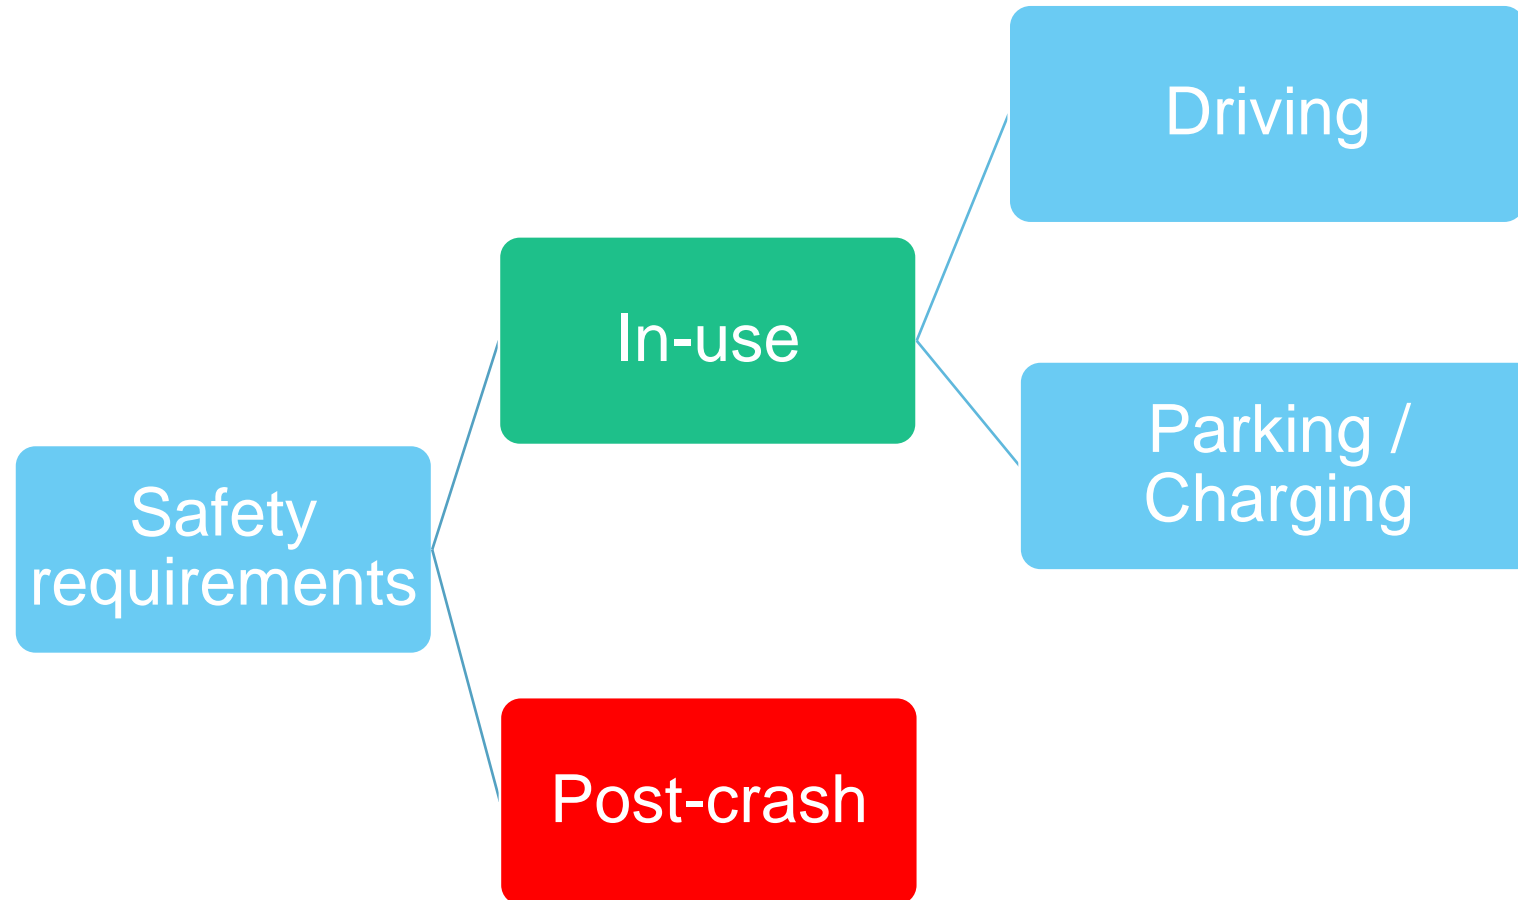 Driving
In-use
Parking /
Charging
Safety
requirements
Post-crash